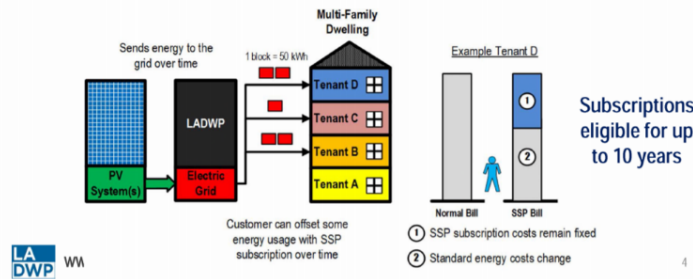 Multi-Family
Dwelling
Sends energy to the
grid over time
1 block = 50 kWh
Example Tenant D
Tenant D
Tenant C
Tenant B
Tenant A
LADWP
PV
System(s)
Electric
Grid
1
2
Normal Bill
SSP Bill
Subscriptions
eligible for up
to 10 years
Customer can offset some
energy usage with SSP
subscription over time
1 SSP subscription costs remain fixed
2 Standard energy costs change
LA
DWP
WW
4